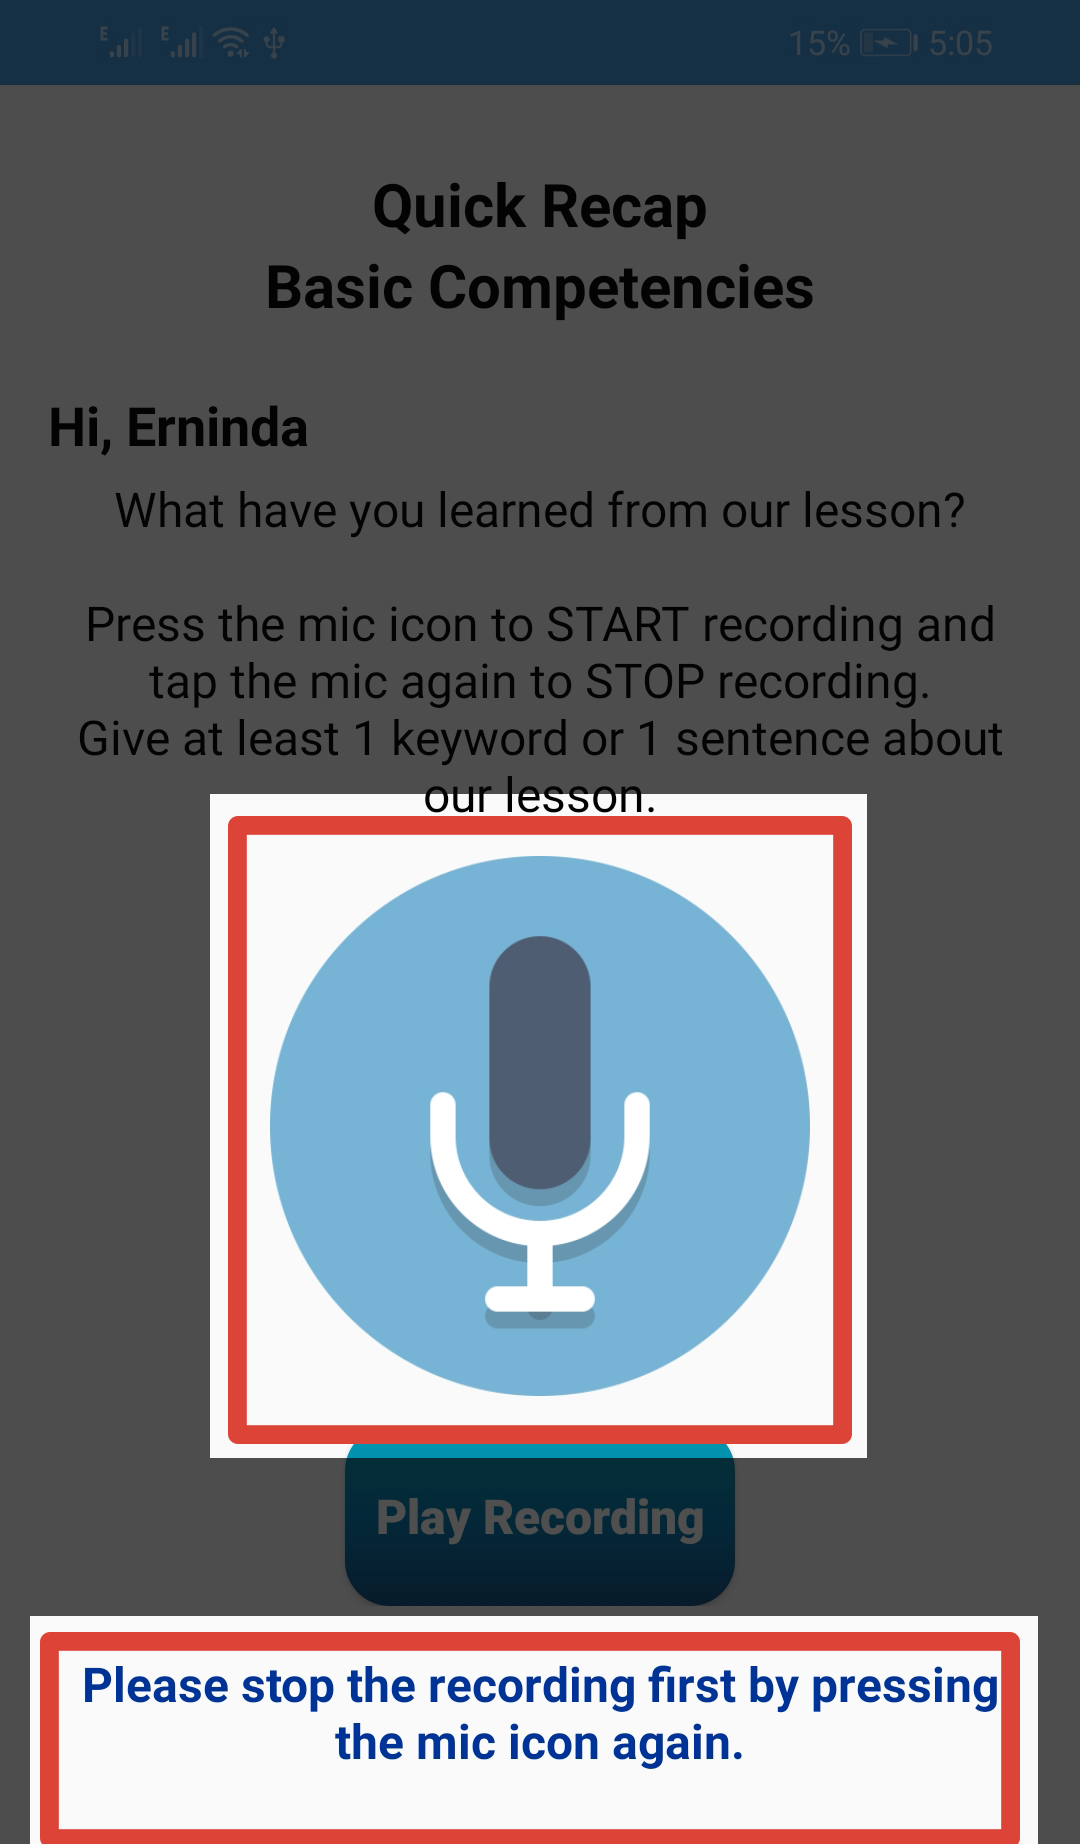 E E 15% 5:05
Quick Recap
Basic Competencies
Hi, Erninda
What have you learned from our lesson?
Press the mic icon to START recording and
tap the mic again to STOP recording.
Give at least 1 keyword or 1 sentence about
our lesson.
Play Recording
Please stop the recording first by pressing
the mic icon again.